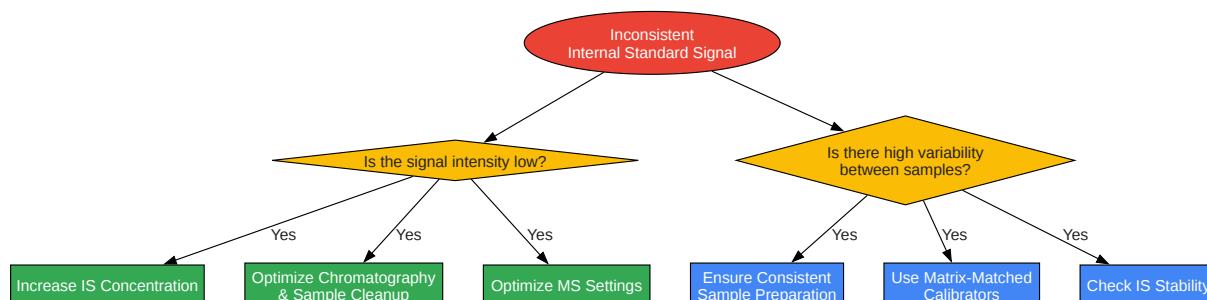 Inconsistent
Internal Standard Signal
Is the signal intensity low?
Is there high variability
between samples?
Yes
Yes
Yes
Yes
Yes
Yes
Increase IS Concentration
Optimize Chromatography
& Sample Cleanup
Optimize MS Settings
Ensure Consistent
Sample Preparation
Use Matrix-Matched
Calibrators
Check IS Stability